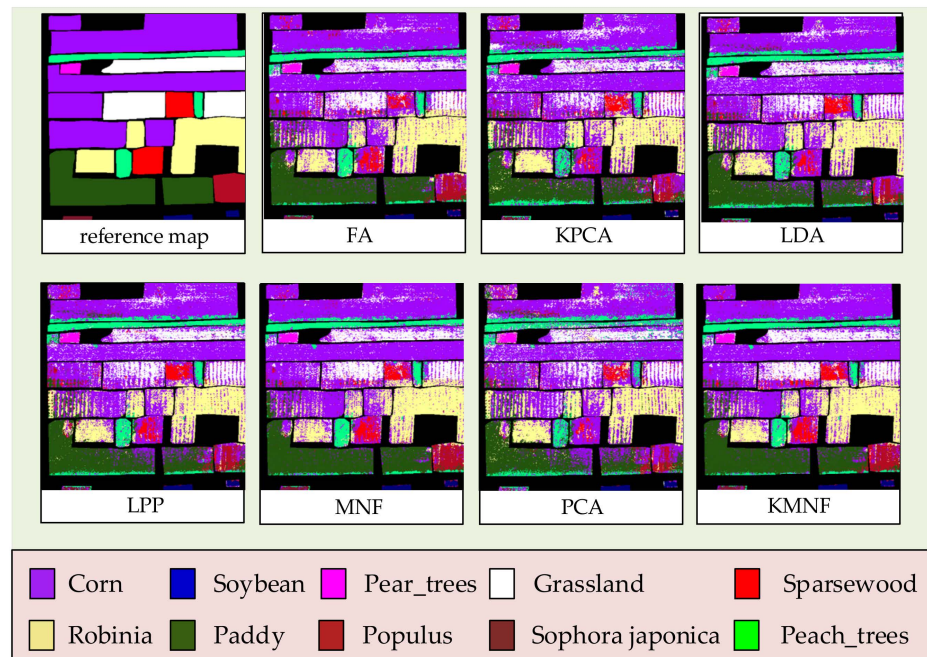 reference map
FA
KPCA
LDA
LPP
MNF
PCA
KMNF
Corn Soybean Pear_trees Grassland Sparsewood
Robinia Paddy Populus Sophora japonica Peach_trees